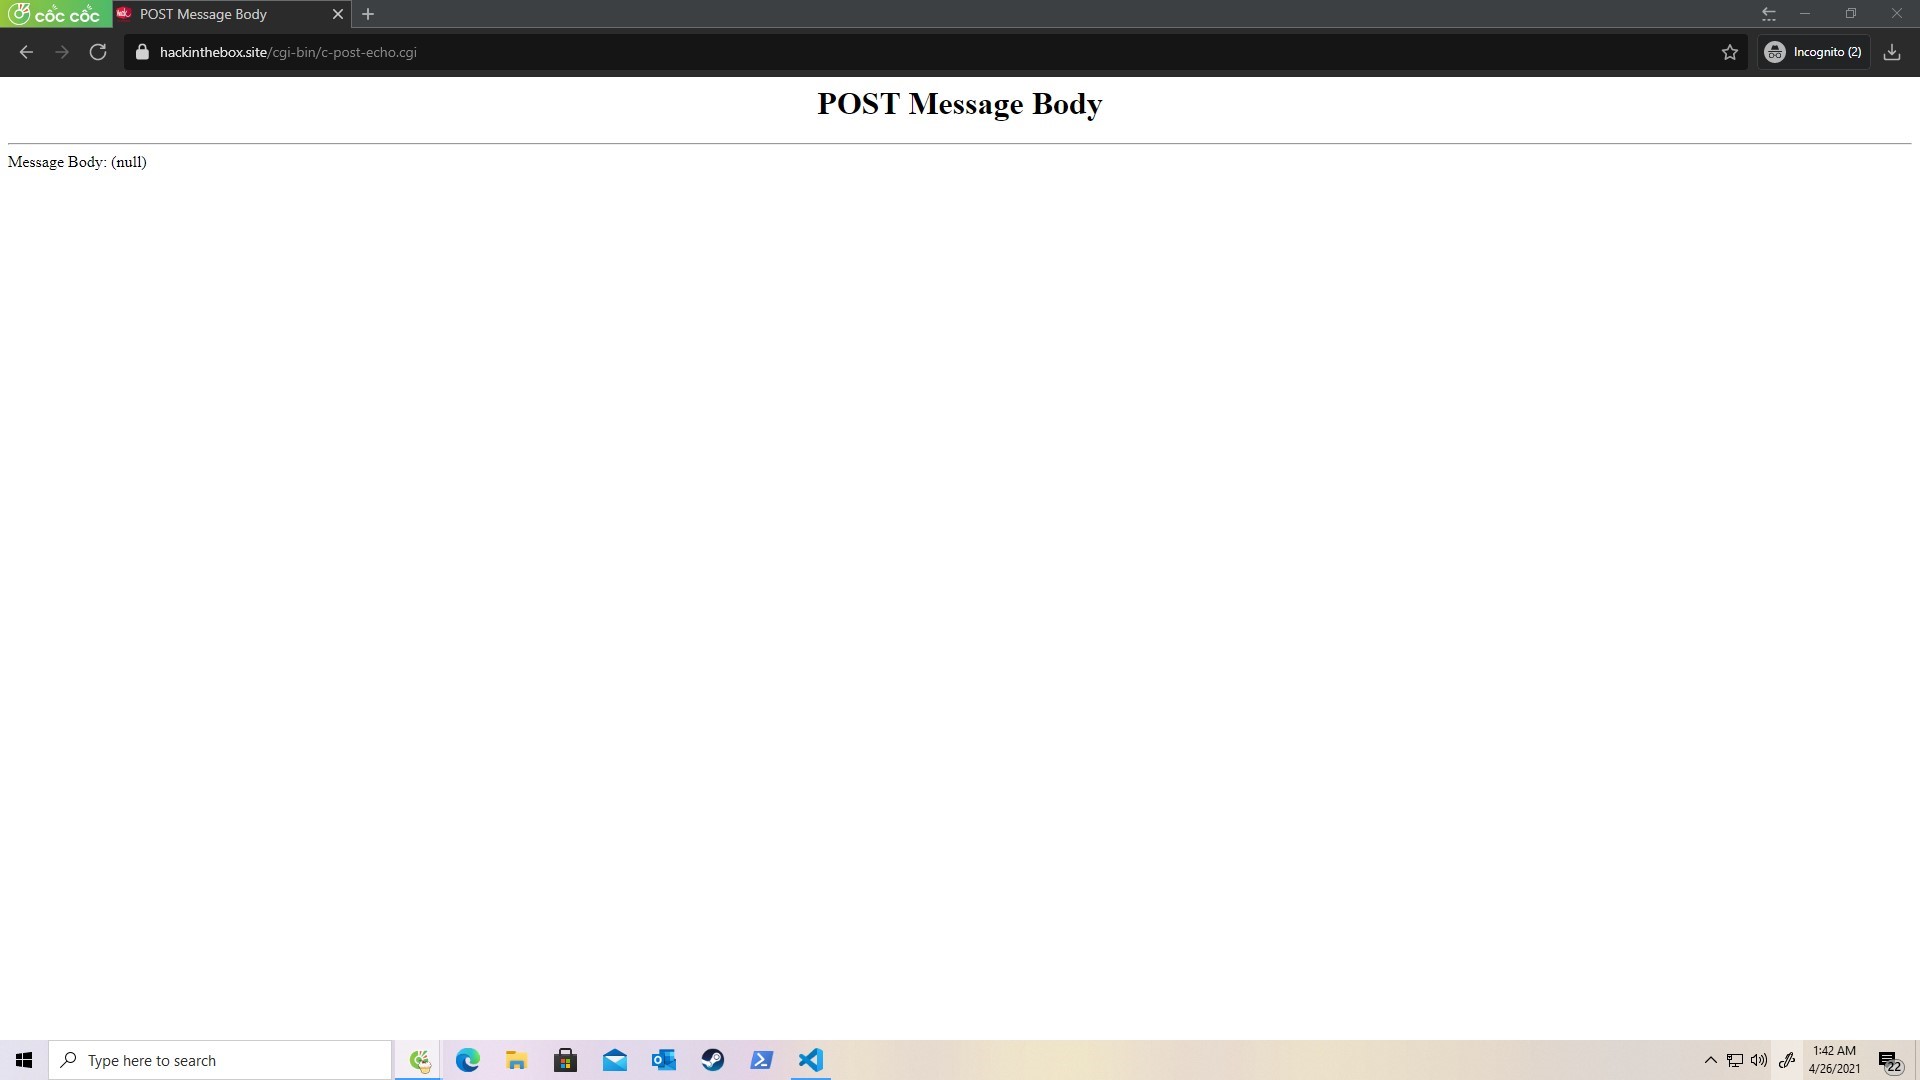 cốc cốc
POST Message Body
hackinthebox.site/cgi-bin/c-post-echo.cgi
Incognito (2)
POST Message Body
Message Body: (null)
Type here to search
1:42 AM
4/26/2021
22